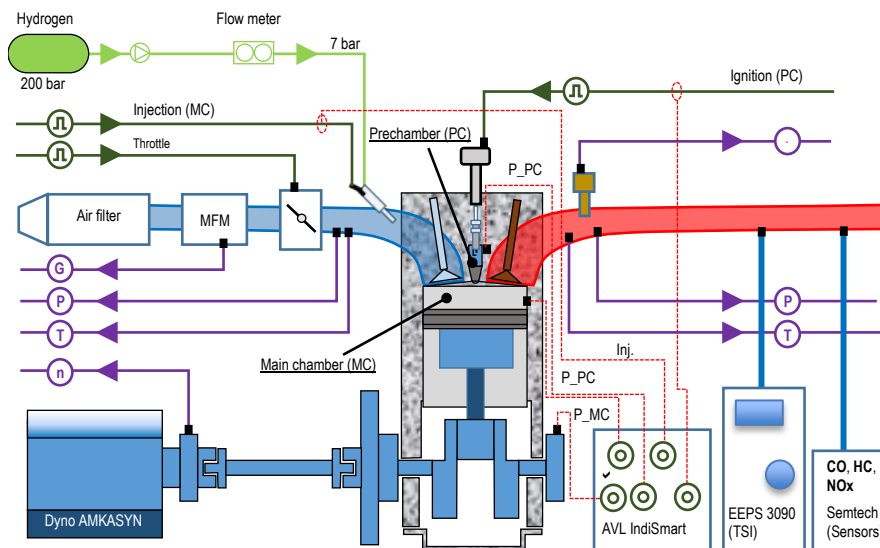 Hydrogen
Flow meter
7 bar
200 bar
Ignition (PC)
Injection (MC)
Prechamber (PC)
Throttle
P_PC
Air filter
MFM
G
P
T
n
P
T
Main chamber (MC)
Inj.
P_PC
P_MC
Dyno AMKASYN
AVL IndiSmart
EEPS 3090
(TSI)
CO, HC,
NOx
Semtech
(Sensors